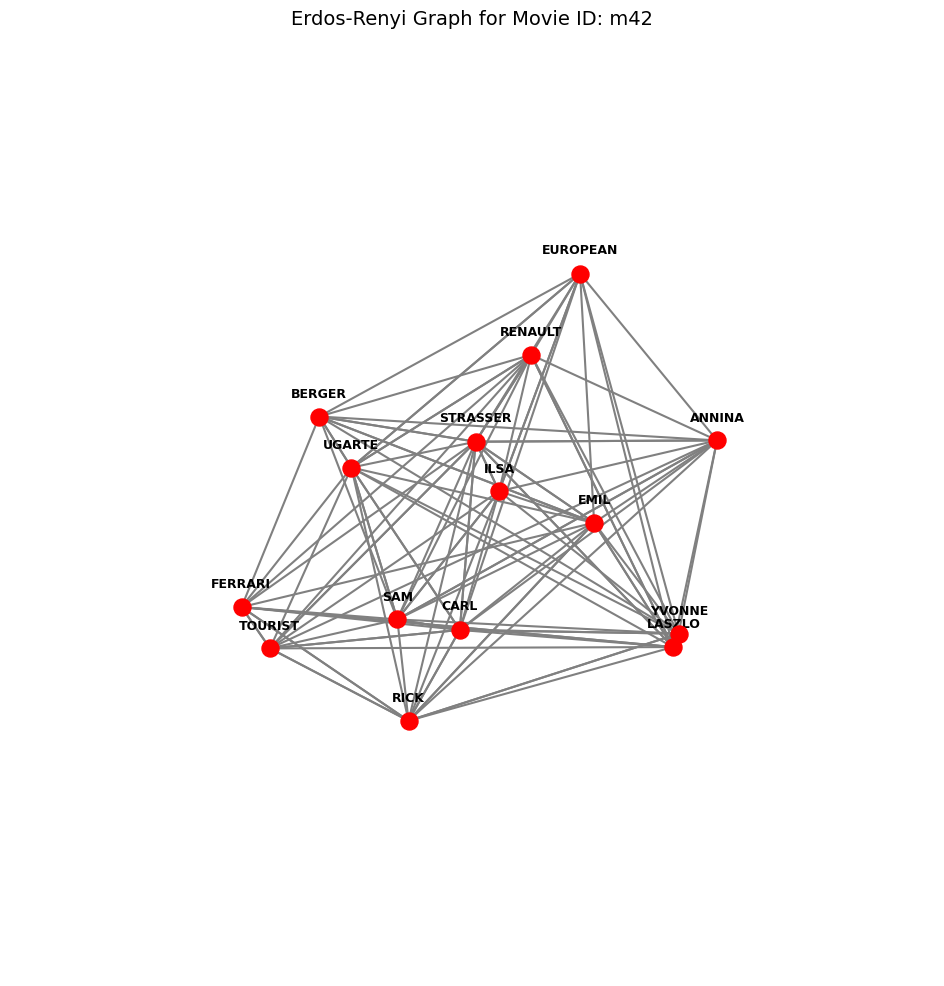 Erdos-Renyi Graph for Movie ID: m42
EUROPEAN
RENAULT
BERGER
STRASSER
ANNINA
UGARTE
ILSA
EMIL
FERRARI
SAM
CARL
YVONNE
TOURIST
LASZLO
RICK